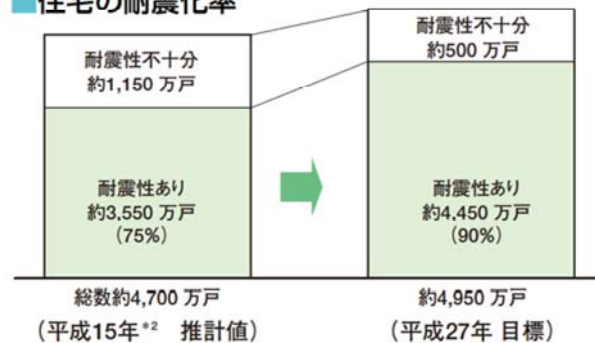 ■住宅の耐震化率
耐震性不十分
約1,150 万戸
耐震性あり
約3,550 万戸
(75%)
総数約4,700 万戸
（平成15年*2　推計値）
耐震性不十分
約500 万戸
耐震性あり
約4,450 万戸
(90%)
約4,950 万戸
（平成27年 目標）